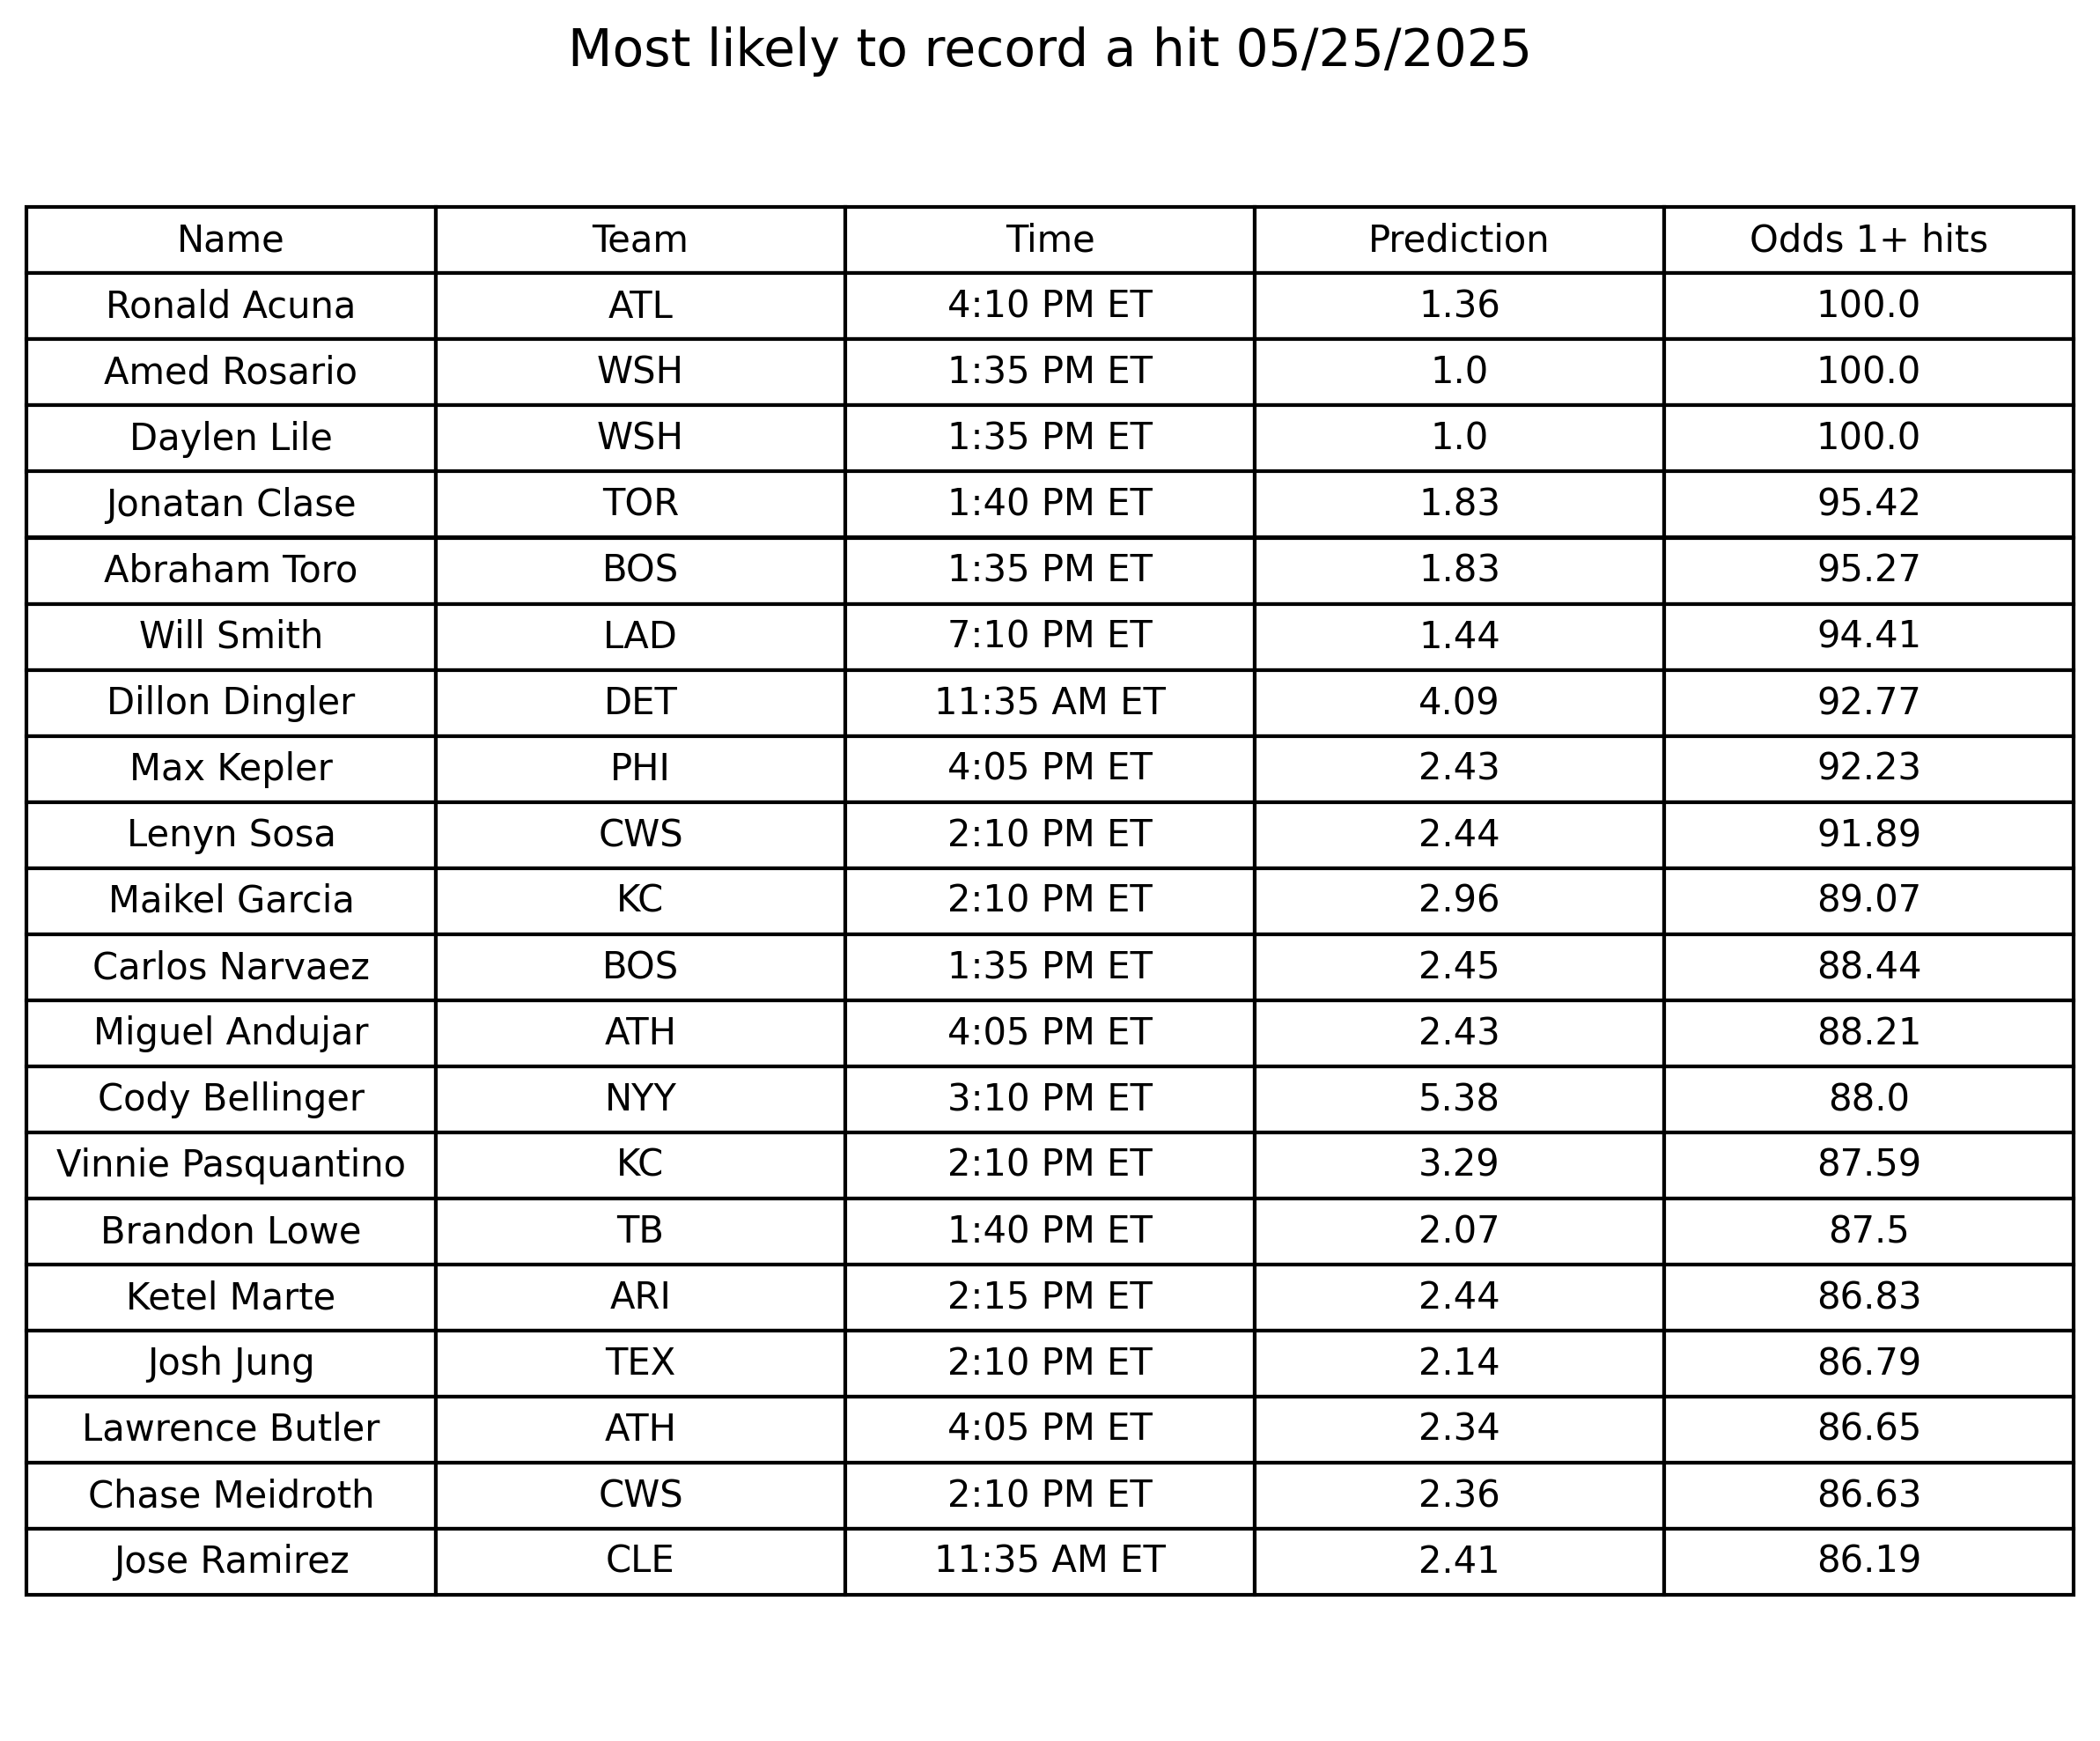 Most likely to record a hit 05/25/2025
Name Team Time Prediction Odds 1+ hits
Ronald Acuna ATL 4:10 PM ET 1.36 100.0
Amed Rosario WSH 1:35 PM ET 1.0 100.0
Daylen Lile WSH 1:35 PM ET 1.0 100.0
Jonatan Clase TOR 1:40 PM ET 1.83 95.42
Abraham Toro BOS 1:35 PM ET 1.83 95.27
Will Smith LAD 7:10 PM ET 1.44 94.41
Dillon Dingler DET 11:35 AM ET 4.09 92.77
Max Kepler PHI 4:05 PM ET 2.43 92.23
Lenyn Sosa CWS 2:10 PM ET 2.44 91.89
Maikel Garcia KC 2:10 PM ET 2.96 89.07
Carlos Narvaez BOS 1:35 PM ET 2.45 88.44
Miguel Andujar ATH 4:05 PM ET 2.43 88.21
Cody Bellinger NYY 3:10 PM ET 5.38 88.0
Vinnie Pasquantino KC 2:10 PM ET 3.29 87.59
Brandon Lowe TB 1:40 PM ET 2.07 87.5
Ketel Marte ARI 2:15 PM ET 2.44 86.83
Josh Jung TEX 2:10 PM ET 2.14 86.79
Lawrence Butler ATH 4:05 PM ET 2.34 86.65
Chase Meidroth CWS 2:10 PM ET 2.36 86.63
Jose Ramirez CLE 11:35 AM ET 2.41 86.19